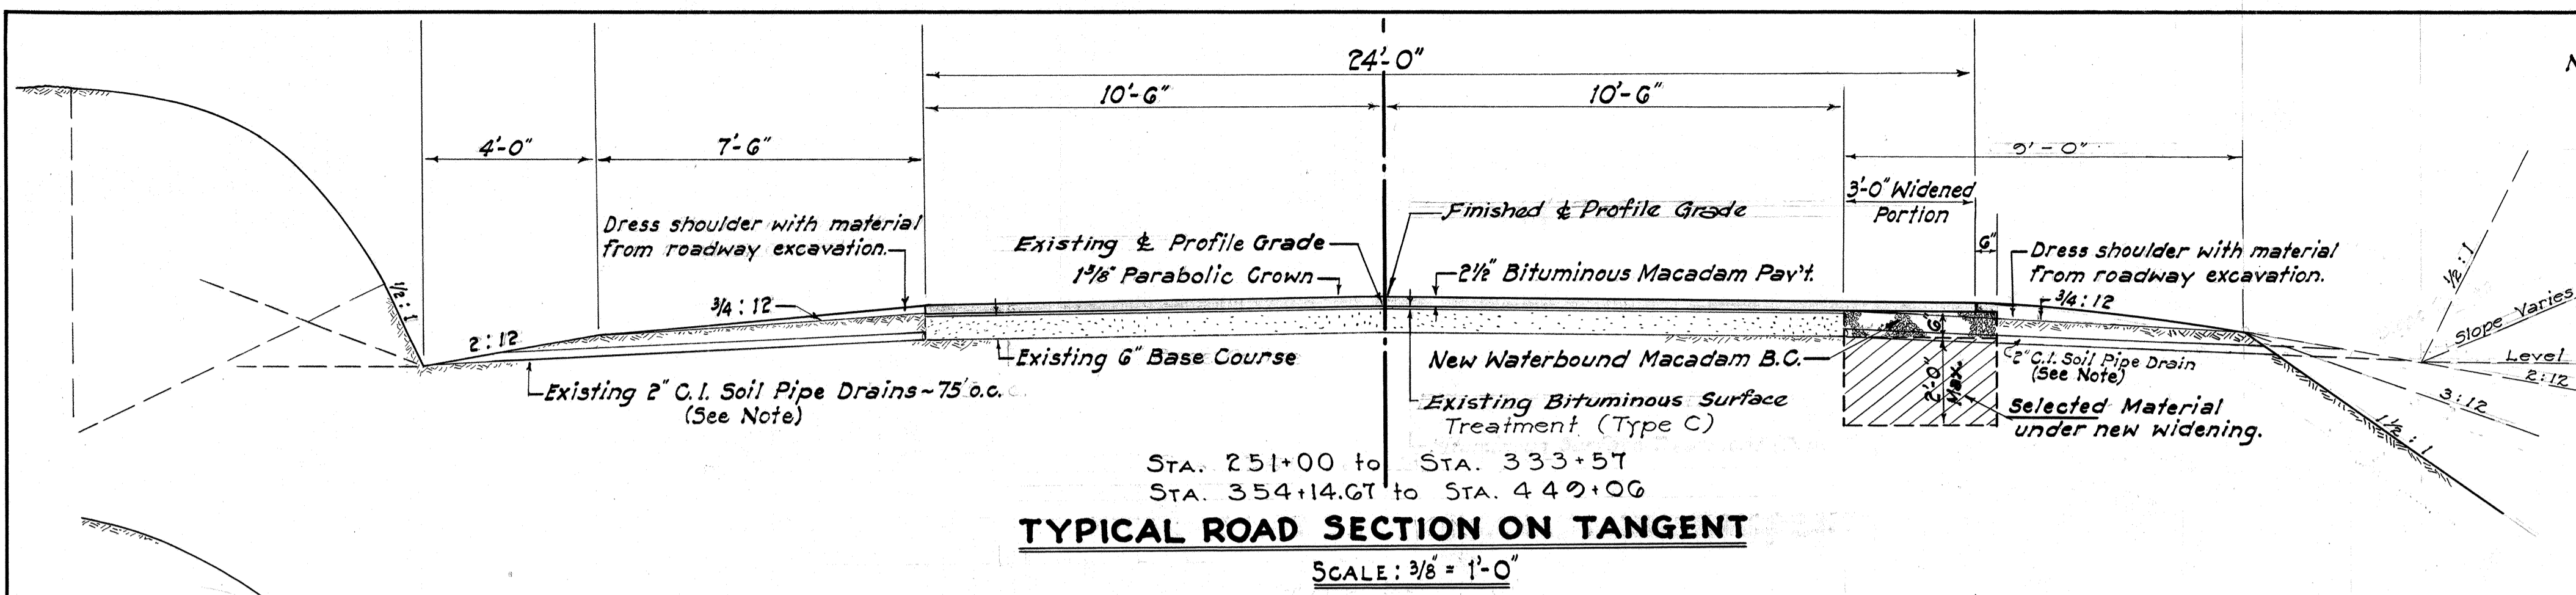 N
24'-0"
10'-6"
10'-6"
4'-0"
7'-6"
9'-0"
3'-0" Widened
Portion
6"
Dress shoulder with material
from roadway excavation.
Existing ℄ Profile Grade
1 3/8" Parabolic Crown
Finished ℄ Profile Grade
2 1/2" Bituminous Macadam Pav't.
Dress shoulder with material
from roadway excavation.
1/2 : 1
3/4 : 12
2 : 12
3/4 : 12
1/2 : 1
Slope Varies
Level
2:12
3:12
1 1/2 : 1
Existing 6" Base Course
New Waterbound Macadam B.C.
6"
2'-0"
Max.
2" C.I. Soil Pipe Drain
(See Note)
Existing 2" C.I. Soil Pipe Drains ~ 75' o.c.
(See Note)
Existing Bituminous Surface
Treatment (Type C)
Selected Material
under new widening.
STA. 251+00 to STA. 333+57
STA. 354+14.67 to STA. 449+06
TYPICAL ROAD SECTION ON TANGENT
SCALE: 3/8" = 1'-0"